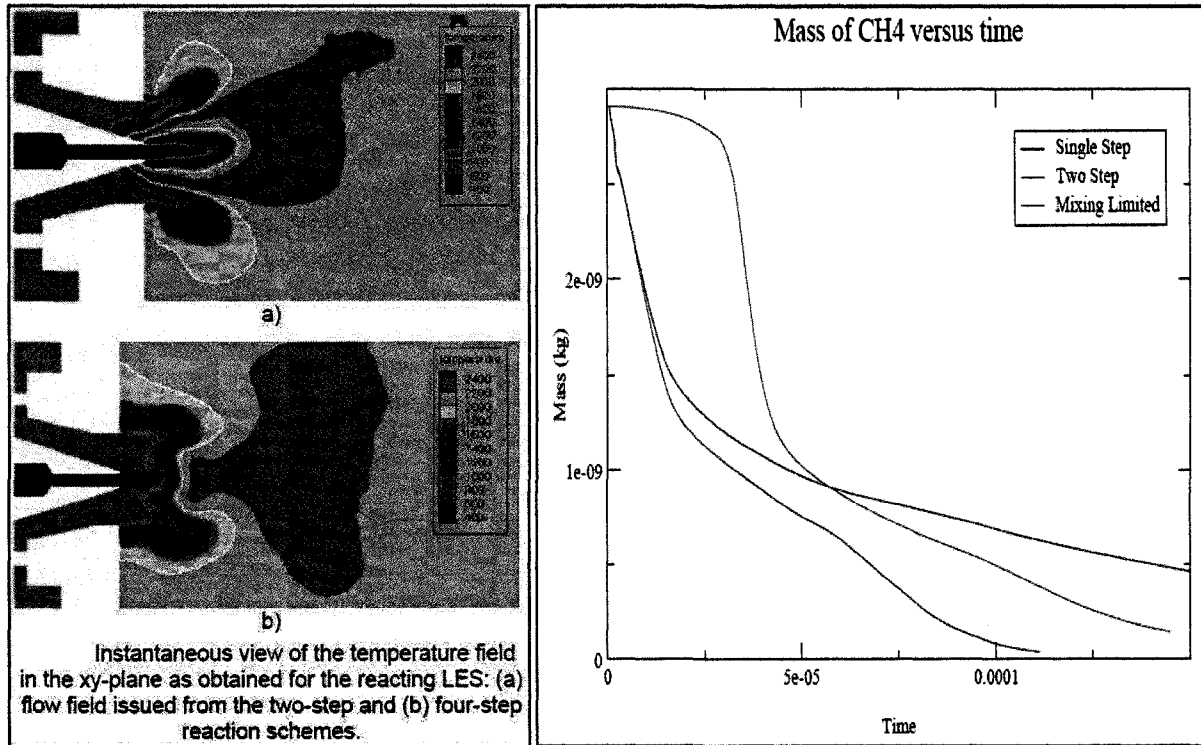 a)
b)
Instantaneous view of the temperature field
in the xy-plane as obtained for the reacting LES: (a)
flow field issued from the two-step and (b) four-step
reaction schemes.
Mass of CH4 versus time
Single Step
Two Step
Mixing Limited
2e-09
1e-09
0
Mass (kg)
0
5e-05
0.0001
Time